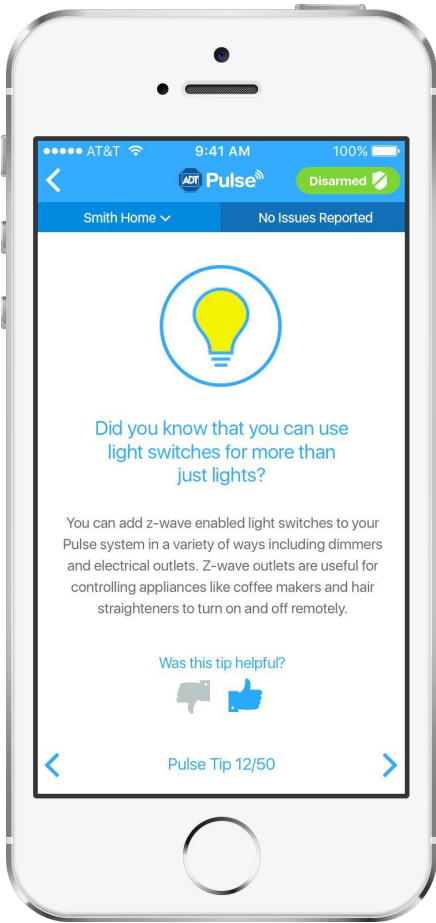 AT&T 9:41 AM 100%
ADT Pulse Disarmed
Smith Home No Issues Reported
Did you know that you can use
light switches for more than
just lights?
You can add z-wave enabled light switches to your
Pulse system in a variety of ways including dimmers
and electrical outlets. Z-wave outlets are useful for
controlling appliances like coffee makers and hair
straighteners to turn on and off remotely.
Was this tip helpful?
Pulse Tip 12/50